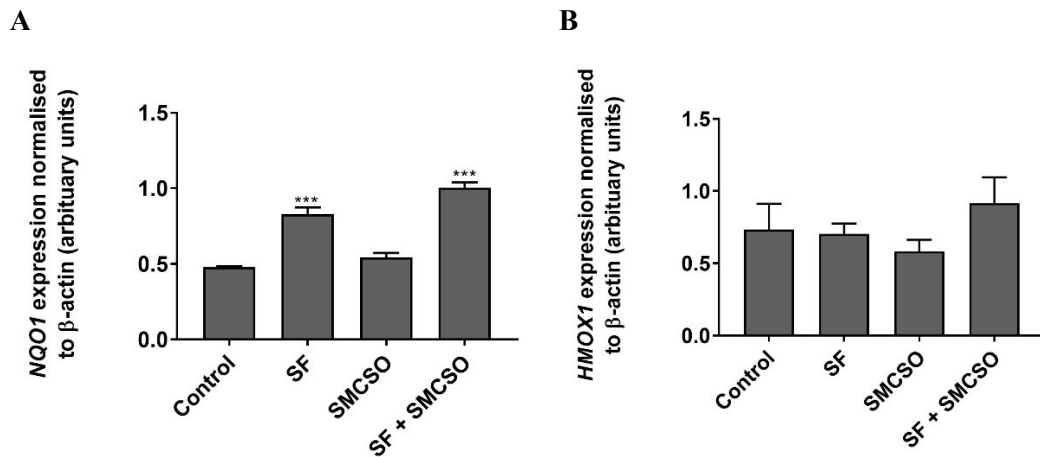 A
NQO1 expression normalised
to β-actin (arbituary units)
1.5
1.0
0.5
0.0
***
***
Control
SF
SMCSO
SF + SMCSO
B
HMOX1 expression normalised
to β-actin (arbituary units)
1.5
1.0
0.5
0.0
Control
SF
SMCSO
SF + SMCSO